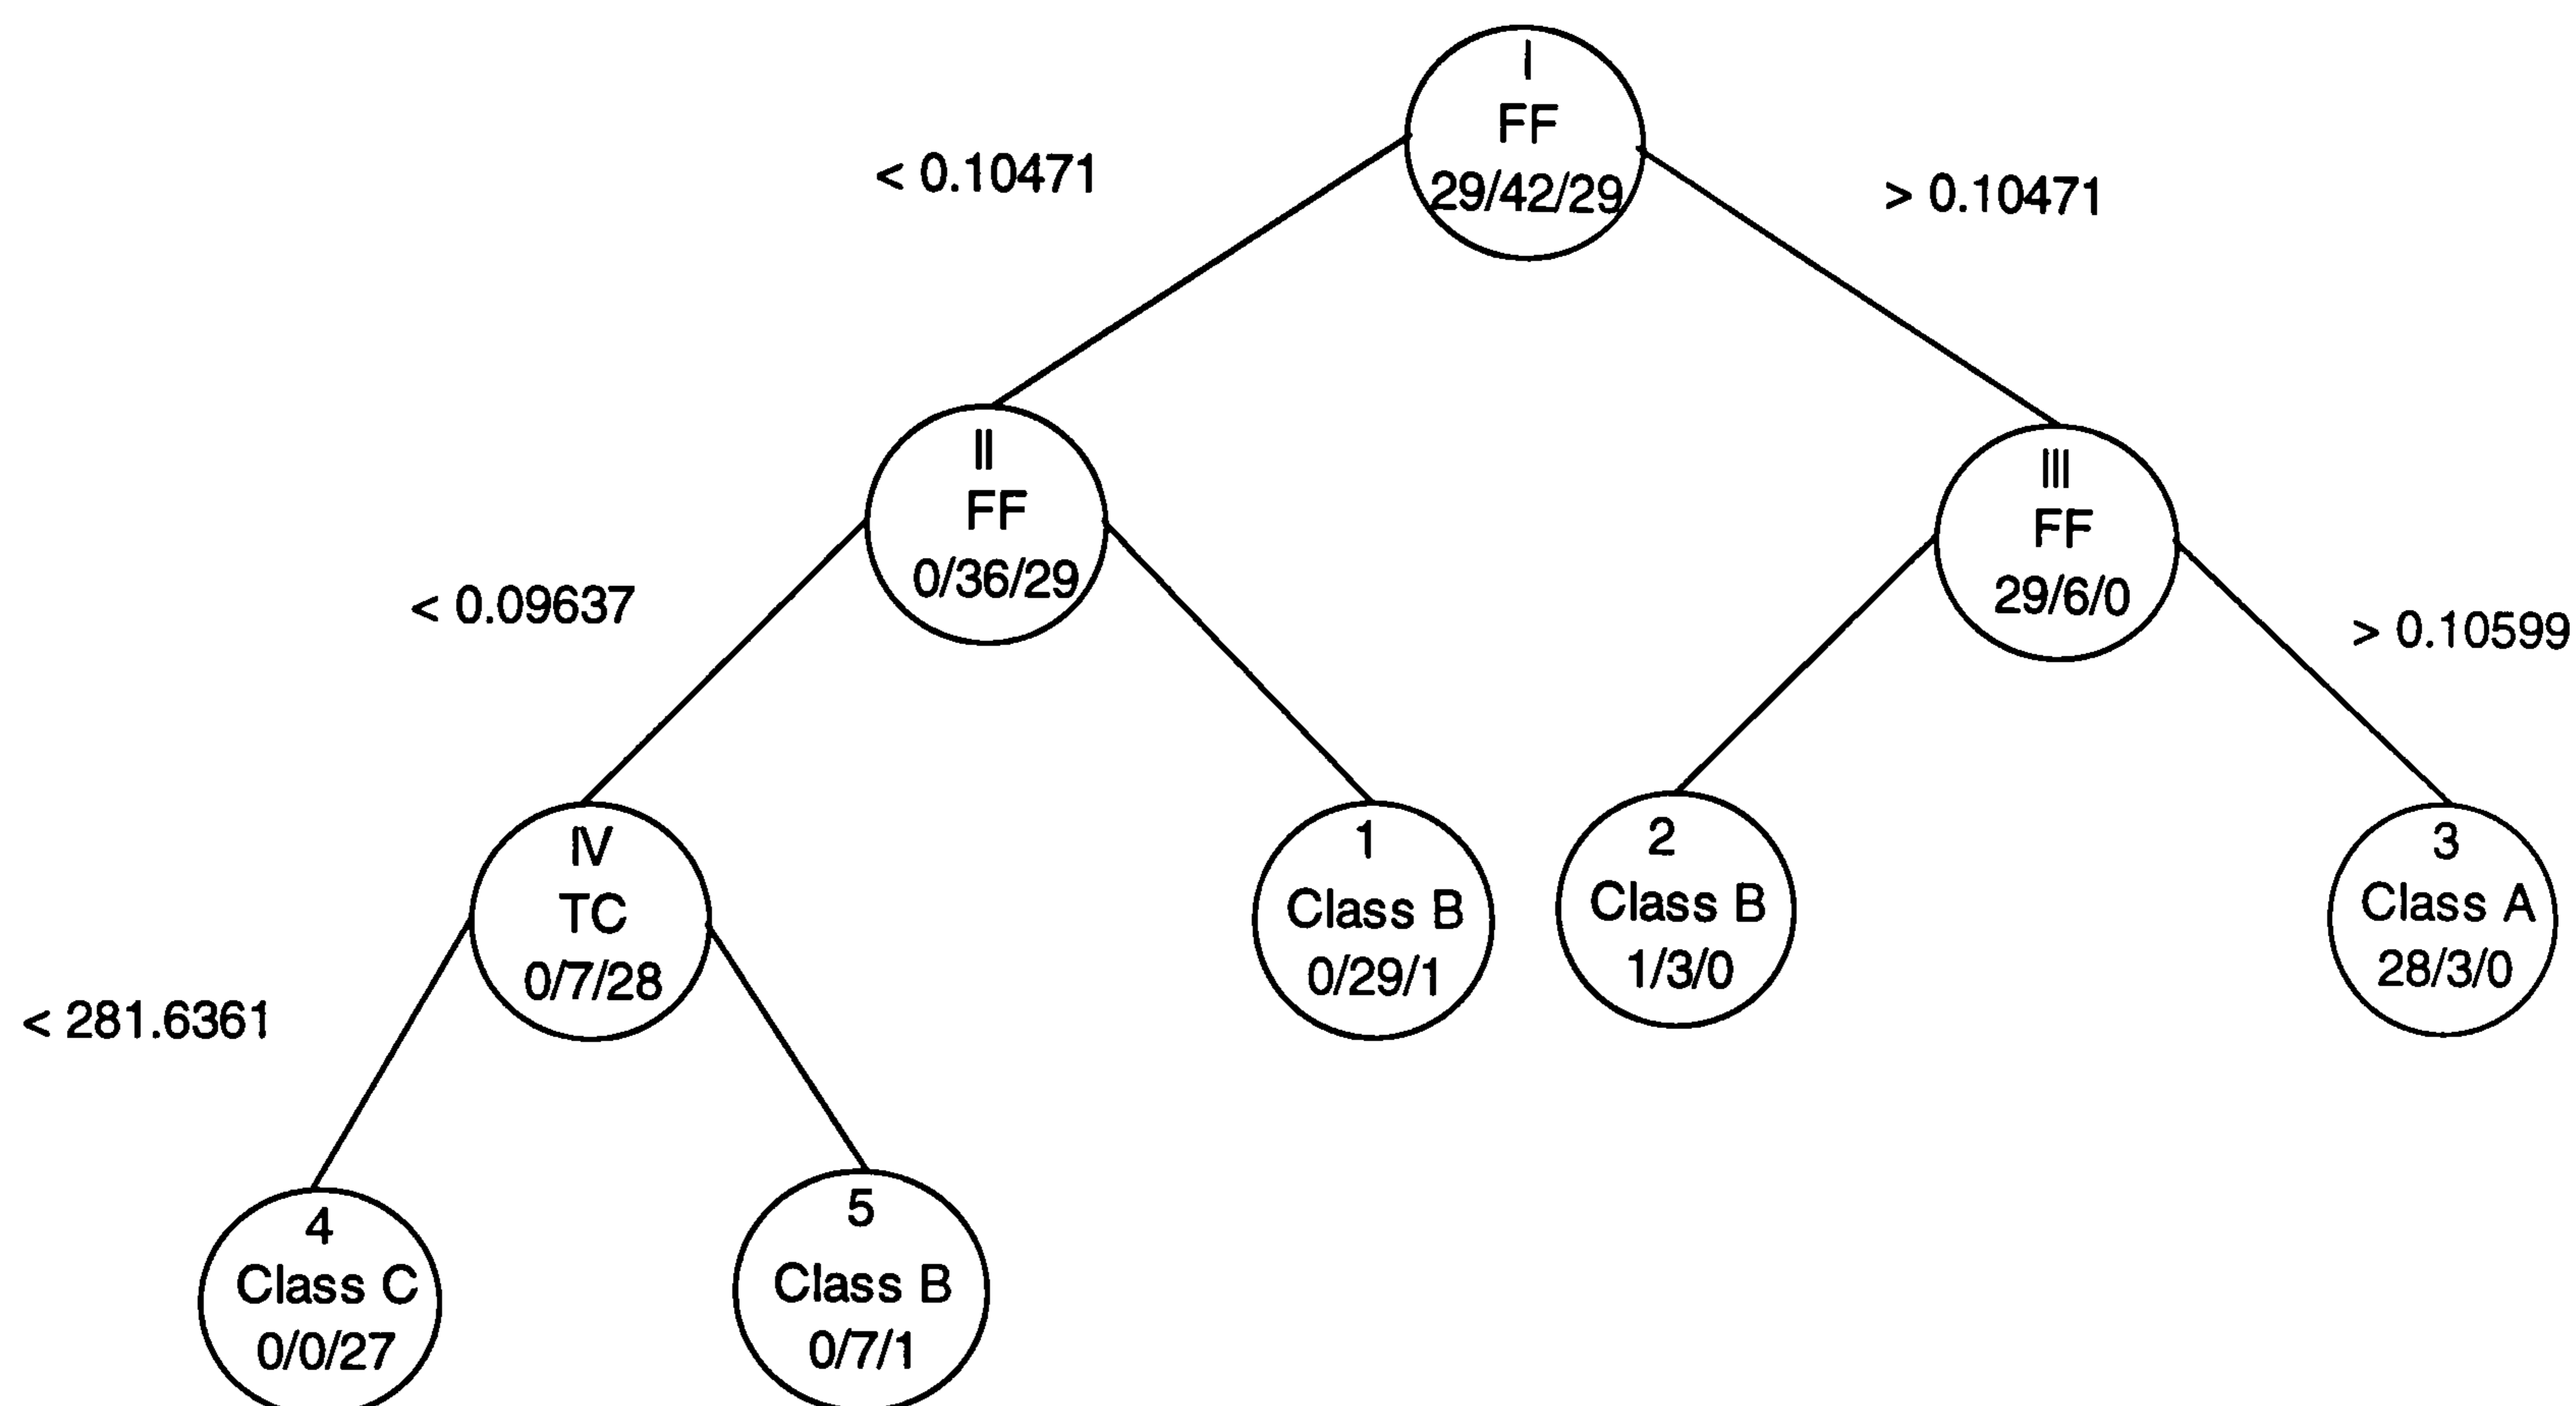 I
FF
29/42/29
< 0.10471
> 0.10471
II
FF
0/36/29
III
FF
29/6/0
< 0.09637
> 0.10599
IV
TC
0/7/28
1
Class B
0/29/1
2
Class B
1/3/0
3
Class A
28/3/0
< 281.6361
4
Class C
0/0/27
5
Class B
0/7/1